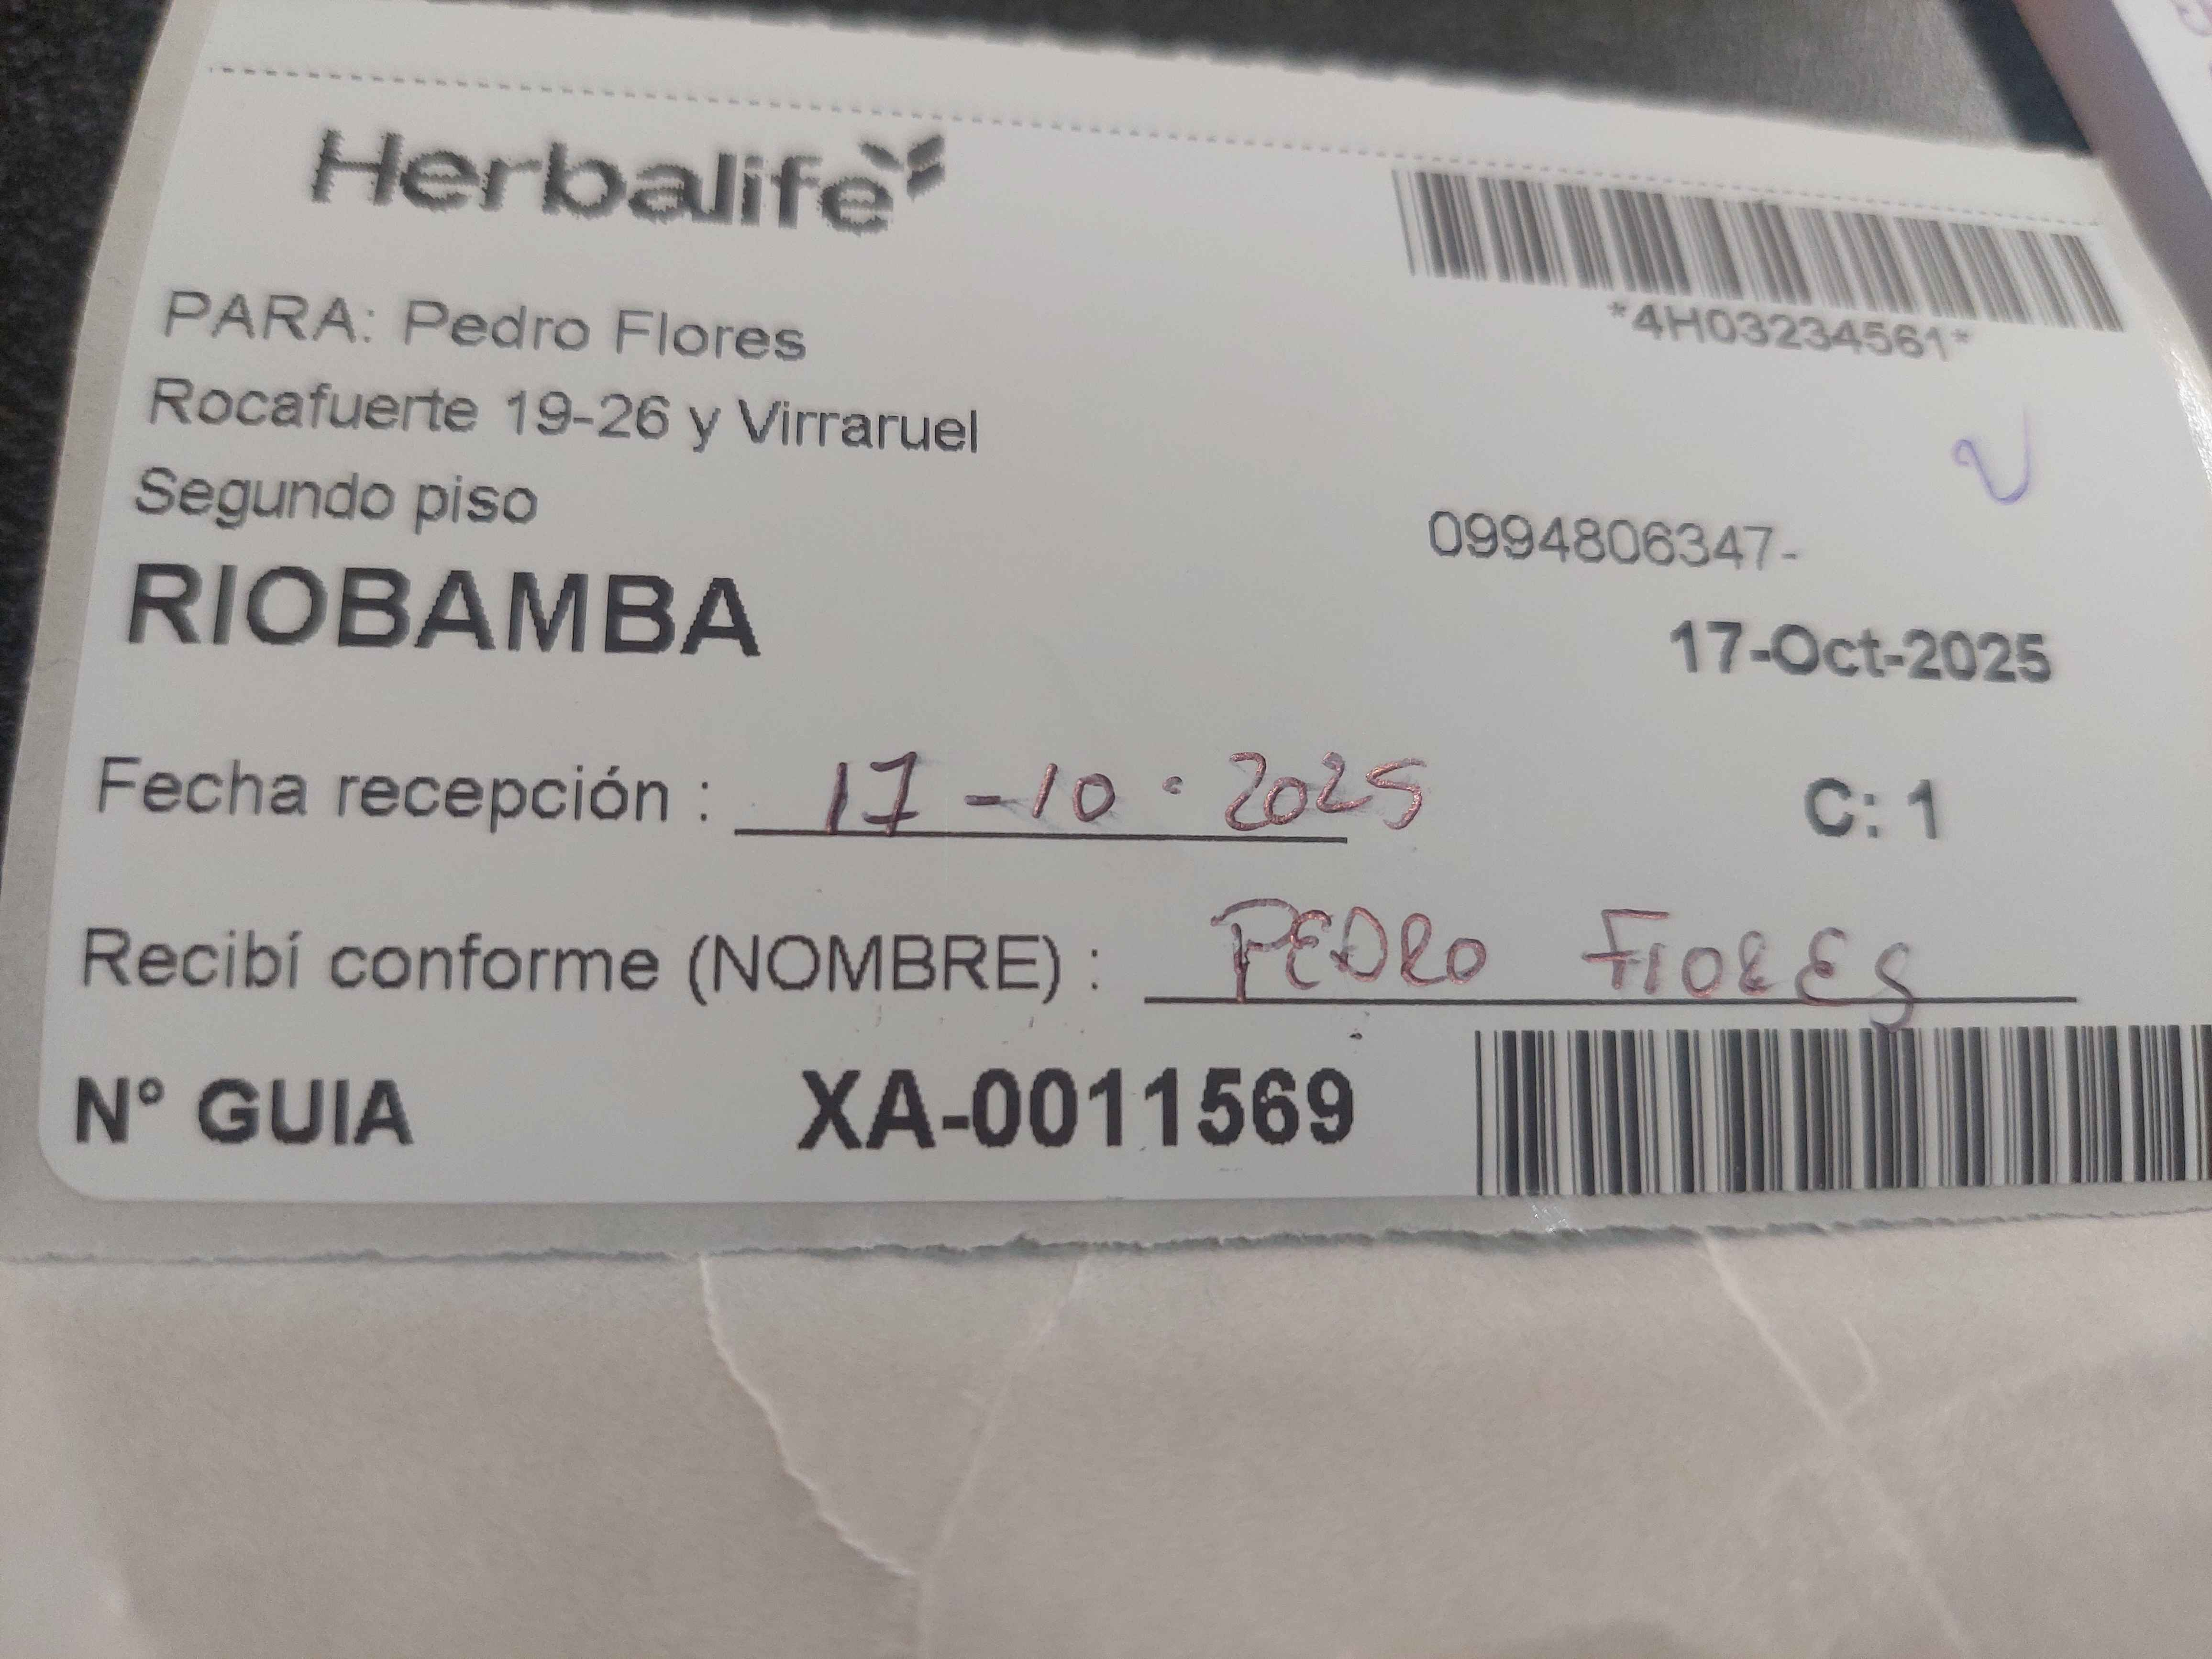 Herbalife
*4H03234561*
PARA: Pedro Flores
Rocafuerte 19-26 y Virraruel
Segundo piso
0994806347-
RIOBAMBA
17-Oct-2025
Fecha recepción : 17-10·2025
C: 1
Recibí conforme (NOMBRE) : PEDRO FlORES
N° GUIA XA-0011569